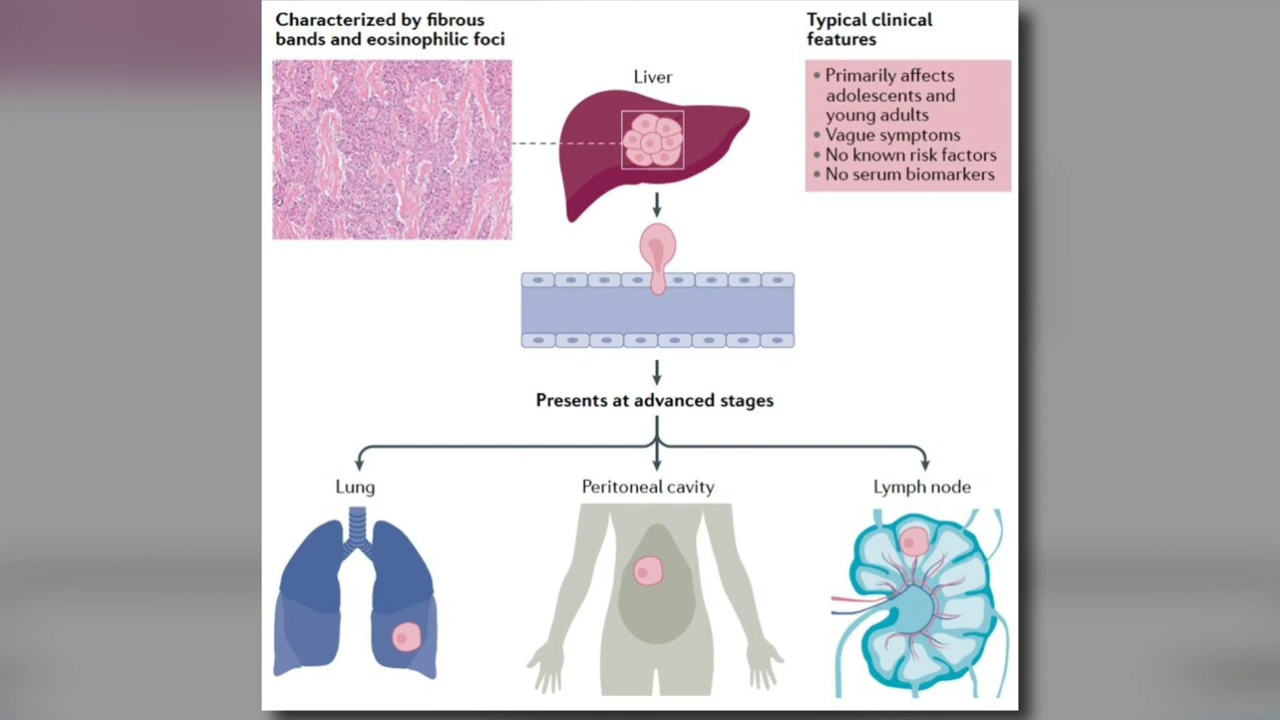 Characterized by fibrous
bands and eosinophilic foci
Typical clinical
features
• Primarily affects
adolescents and
young adults
• Vague symptoms
• No known risk factors
• No serum biomarkers
Liver
Presents at advanced stages
Lung
Peritoneal cavity
Lymph node